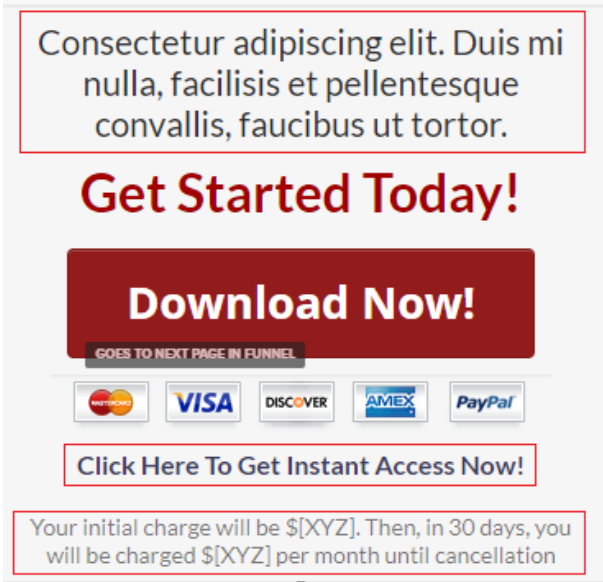 Consectetur adipiscing elit. Duis mi
nulla, facilisis et pellentesque
convallis, faucibus ut tortor.
Get Started Today!
Download Now!
GOES TO NEXT PAGE IN FUNNEL
MASTERCARD VISA DISCOVER AMEX PayPal
Click Here To Get Instant Access Now!
Your initial charge will be $[XYZ]. Then, in 30 days, you
will be charged $[XYZ] per month until cancellation